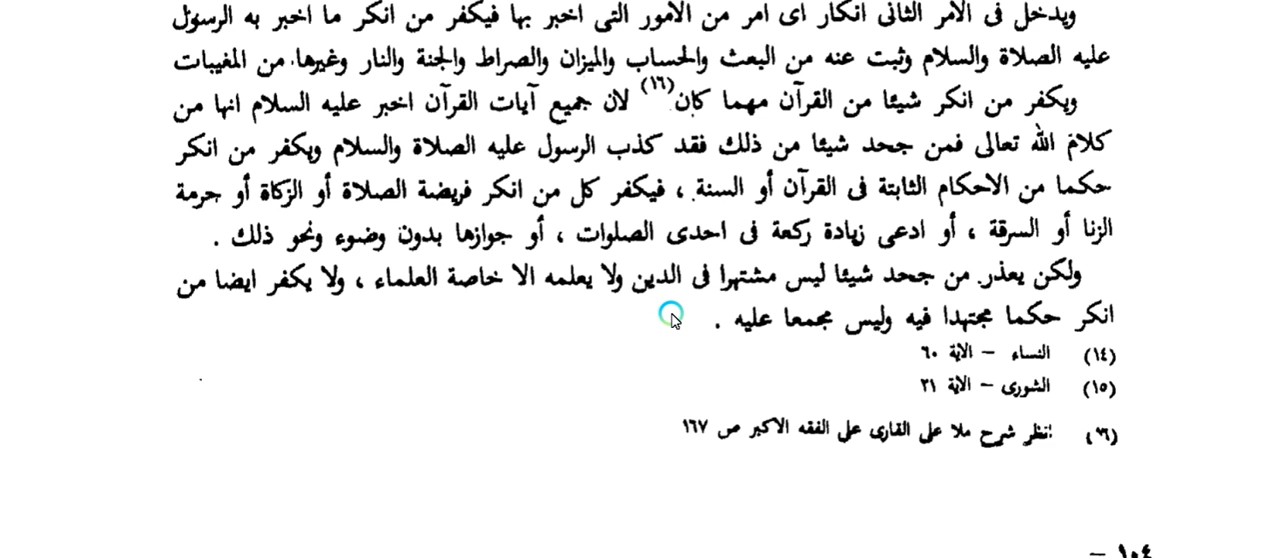 ويدخل فى الامر الثانى انكار اى امر من الامور التى اخبر بها فيكفر من انكر ما اخبر به الرسول
عليه الصلاة والسلام وثبت عنه من البعث والحساب والميزان والصراط والجنة والنار وغيرها من المغيبات
ويكفر من انكر شيئا من القرآن مهما كان (١٦) لان جميع آيات القرآن اخبر عليه السلام انها من
كلام الله تعالى فمن جحد شيئا من ذلك فقد كذب الرسول عليه الصلاة والسلام ويكفر من انكر
حكما من الاحكام الثابتة فى القرآن أو السنة ، فيكفر كل من انكر فريضة الصلاة أو الزكاة أو حرمة
الزنا أو السرقة ، أو ادعى زيادة ركعة فى احدى الصلوات ، أو جوازها بدون وضوء ونحو ذلك .
ولكن يعذر من جحد شيئا ليس مشتهرا فى الدين ولا يعلمه الا خاصة العلماء ، ولا يكفر ايضا من
انكر حكما مجتهدا فيه وليس مجمعا عليه .
(١٤) النساء – الاية ٦٠
(١٥) الشورى – الاية ٢١
(١٦) انظر شرح ملا على القارى على الفقه الاكبر ص ١٦٧
١٠٤ –